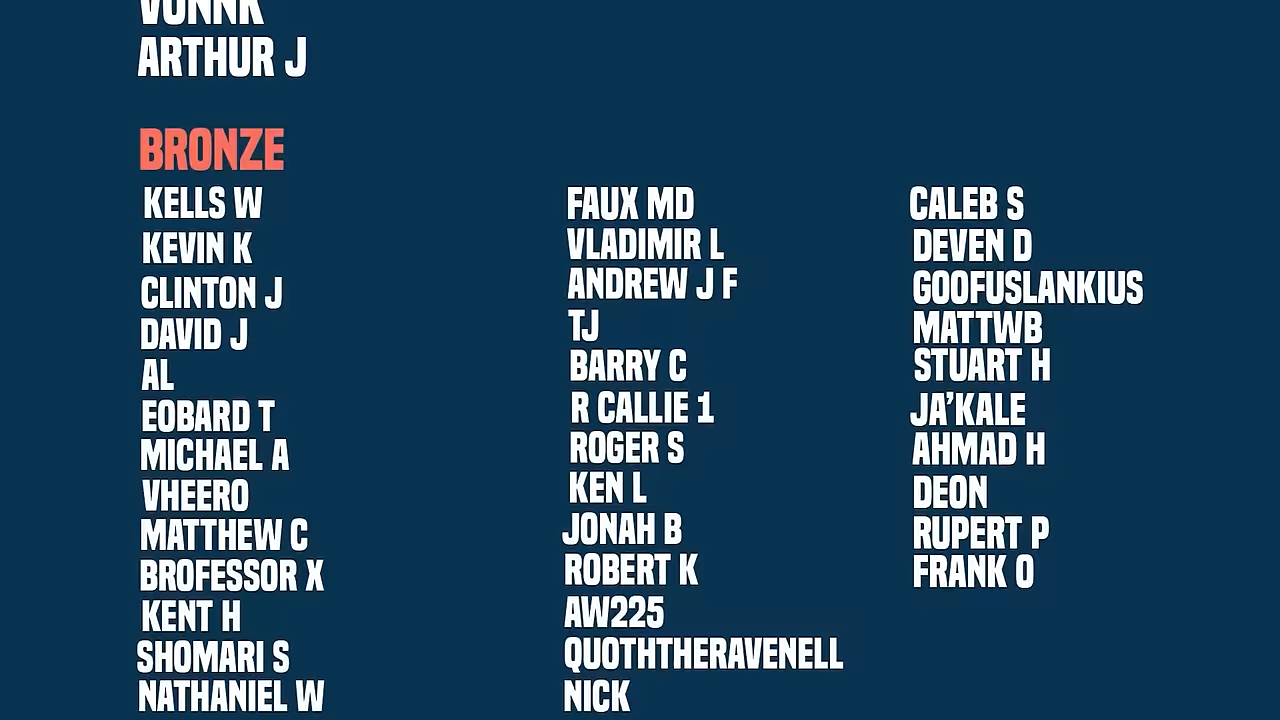 VONNK
ARTHUR J
BRONZE
KELLS W
KEVIN K
CLINTON J
DAVID J
AL
EOBARD T
MICHAEL A
VHEERO
MATTHEW C
BROFESSOR X
KENT H
SHOMARI S
NATHANIEL W
FAUX MD
VLADIMIR L
ANDREW J F
TJ
BARRY C
R CALLIE 1
ROGER S
KEN L
JONAH B
ROBERT K
AW225
QUOTHTHERAVENELL
NICK
CALEB S
DEVEN D
GOOFUSLANKIUS
MATTWB
STUART H
JA’KALE
AHMAD H
DEON
RUPERT P
FRANK O